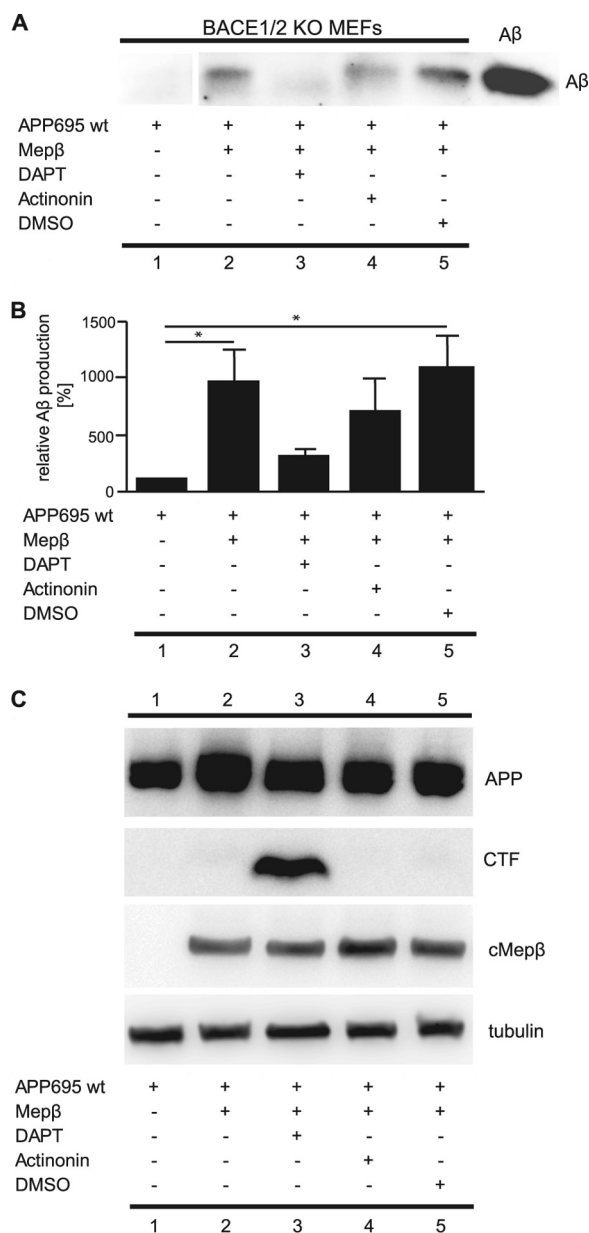 A
BACE1/2 KO MEFs
Aβ
Aβ
APP695 wt + + + + +
Mepβ - + + + +
DAPT - - + - -
Actinonin - - - + -
DMSO - - - - +
1 2 3 4 5
B
relative Aβ production
[%]
1500
1000
500
0
* *
APP695 wt + + + + +
Mepβ - + + + +
DAPT - - + - -
Actinonin - - - + -
DMSO - - - - +
1 2 3 4 5
C
1 2 3 4 5
APP
CTF
cMepβ
tubulin
APP695 wt + + + + +
Mepβ - + + + +
DAPT - - + - -
Actinonin - - - + -
DMSO - - - - +
1 2 3 4 5